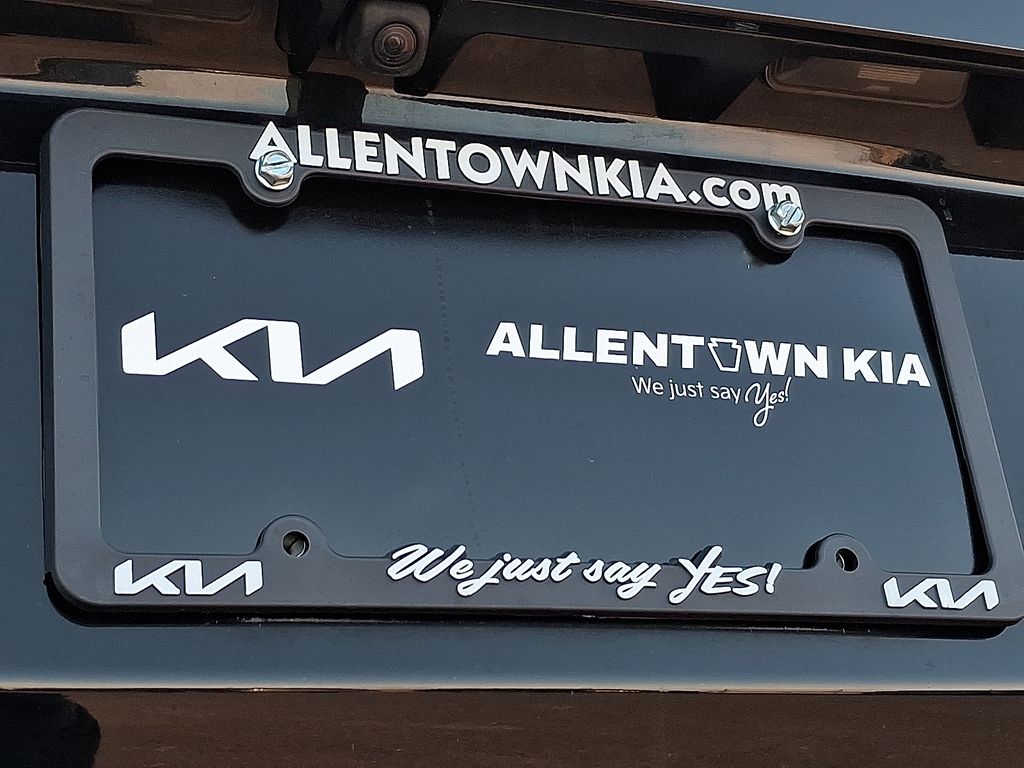 ALLENTOWNKIA.com
KIA
ALLENTOWN KIA
We just say Yes!
KIA We just say YES! KIA